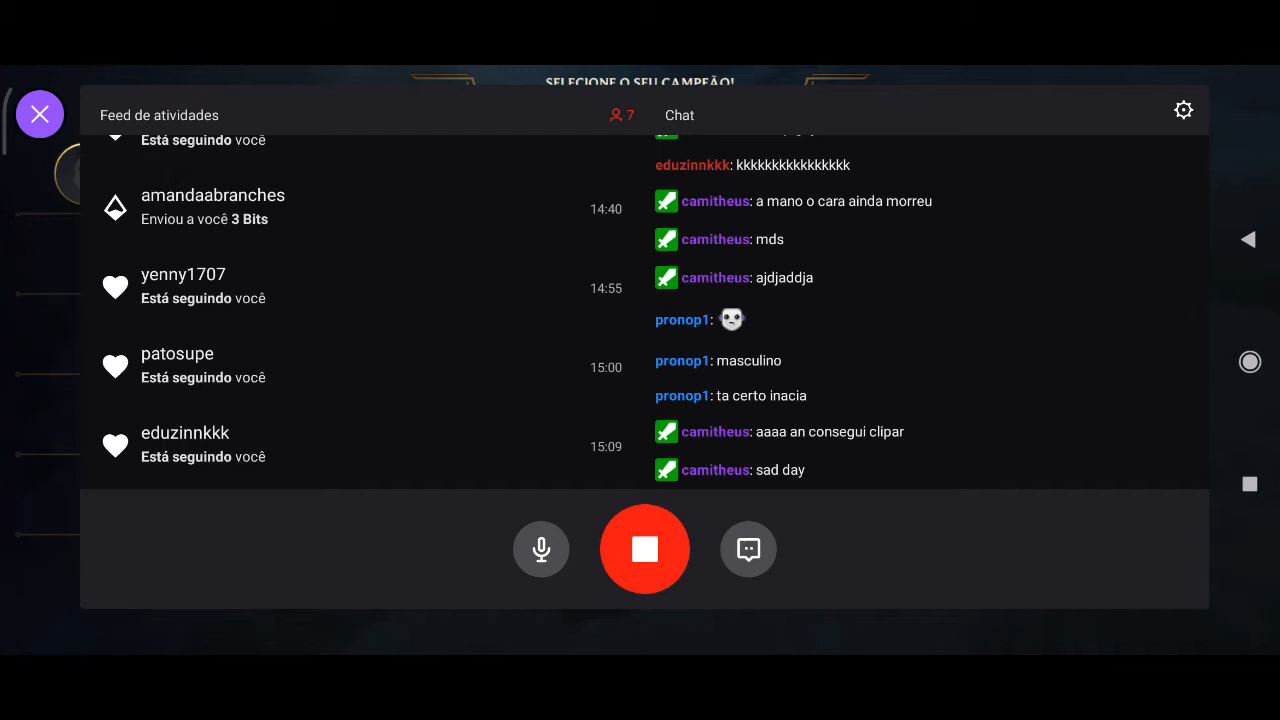 SELECIONE O SEU CAMPEÃO!
Feed de atividades
7
Está seguindo você
amandaabranches
Enviou a você 3 Bits
14:40
yenny1707
Está seguindo você
14:55
patosupe
Está seguindo você
15:00
eduzinnkkk
Está seguindo você
15:09
Chat
eduzinnkkk: kkkkkkkkkkkkkkkk
camitheus: a mano o cara ainda morreu
camitheus: mds
camitheus: ajdjaddja
pronop1:
pronop1: masculino
pronop1: ta certo inacia
camitheus: aaaa an consegui clipar
camitheus: sad day